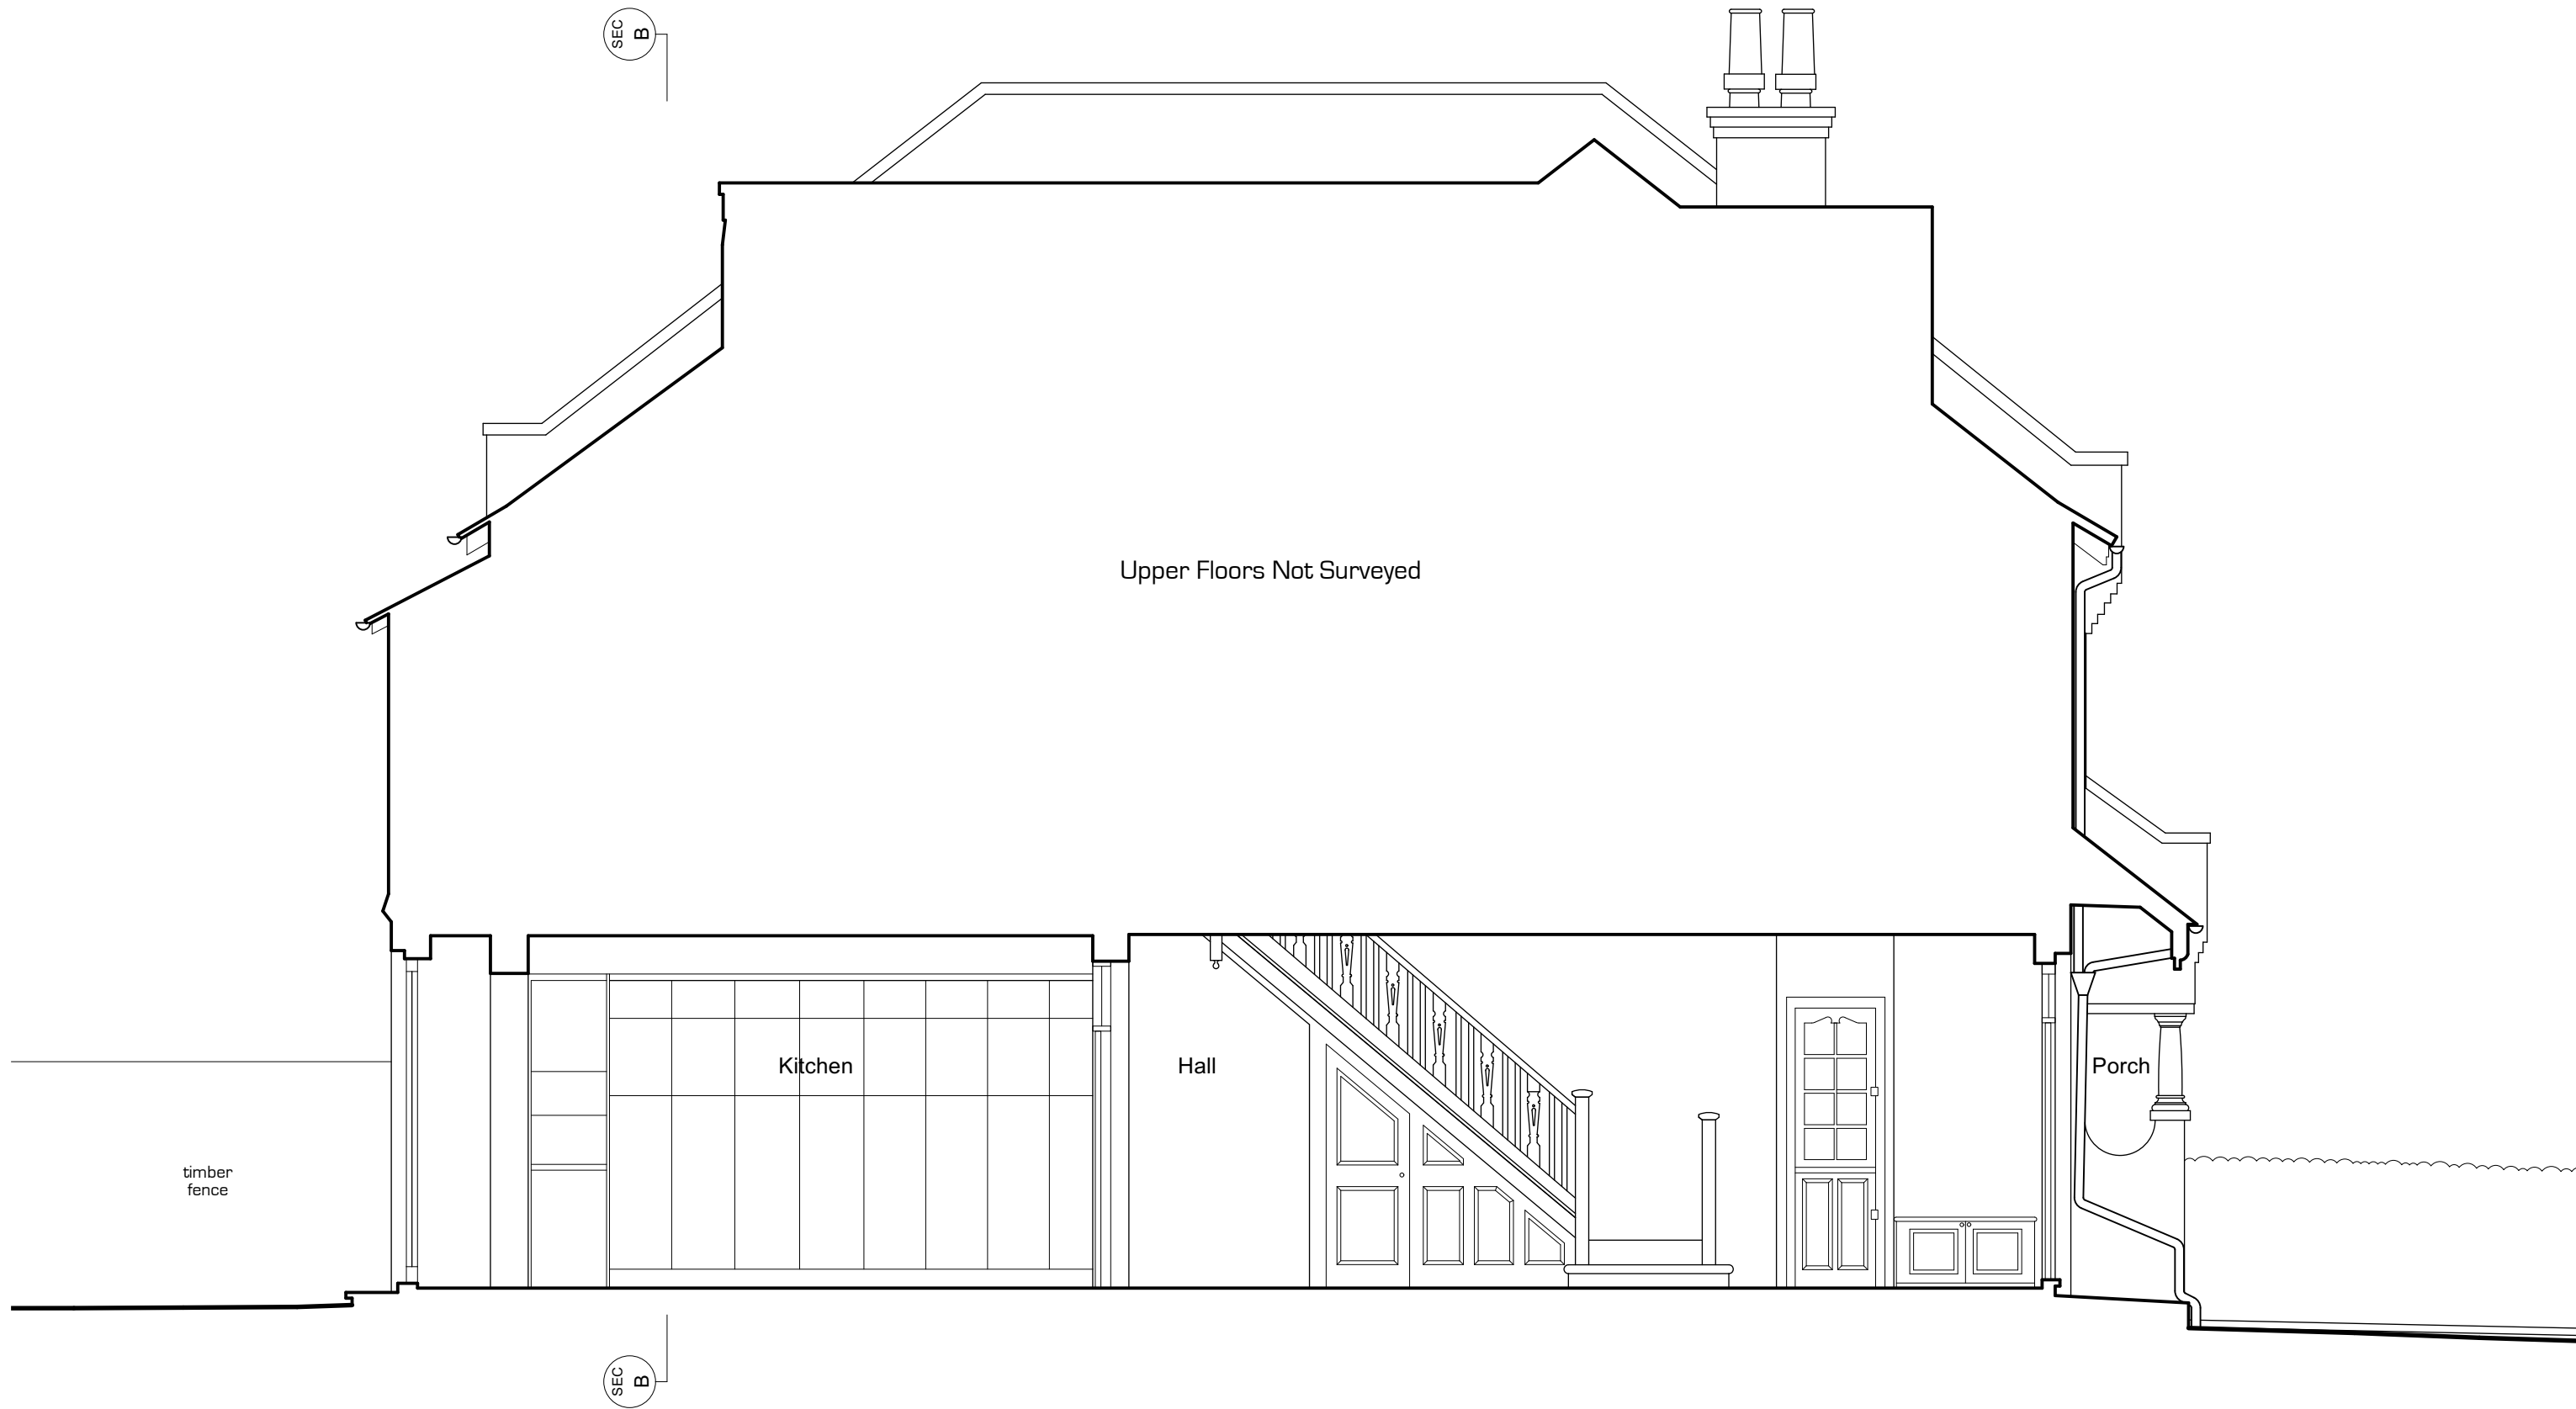 SEC
B
Upper Floors Not Surveyed
Kitchen
Hall
Porch
timber
fence
SEC
B